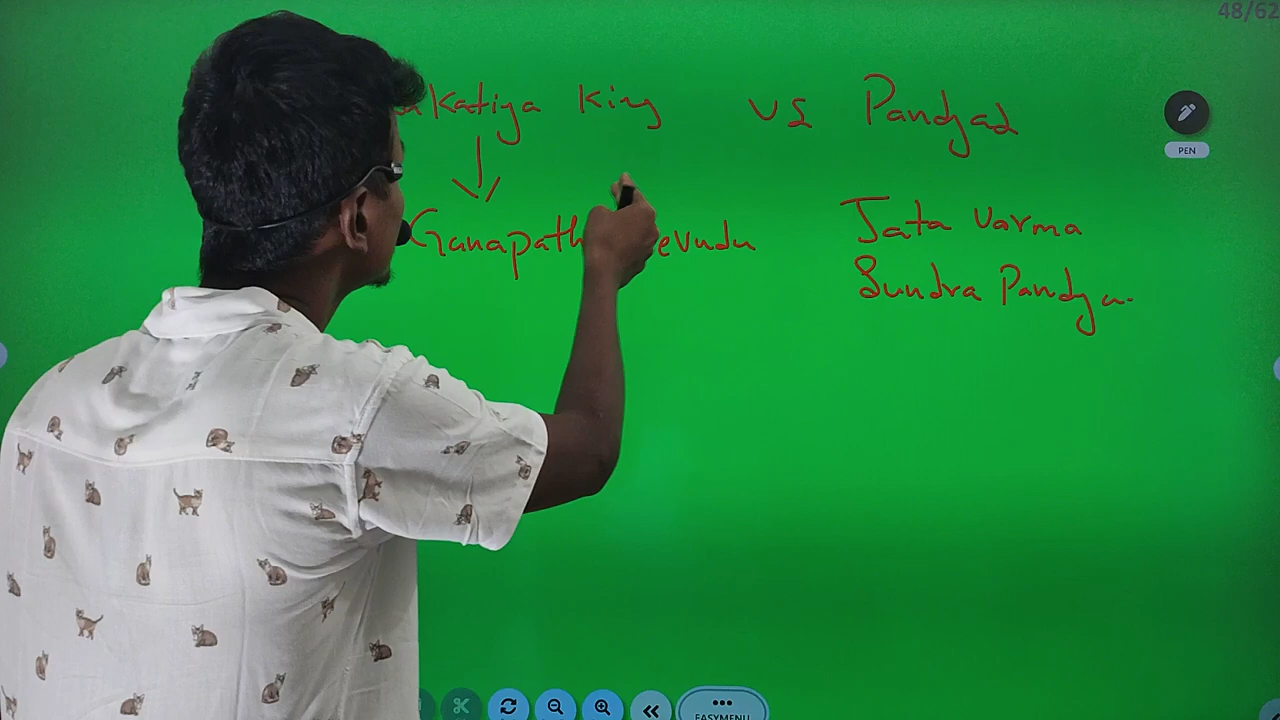 48/62
akatiya King vs Pandyas
PEN
Ganapath evudu
Jata varma
Sundra Pandya.
EASYMENU